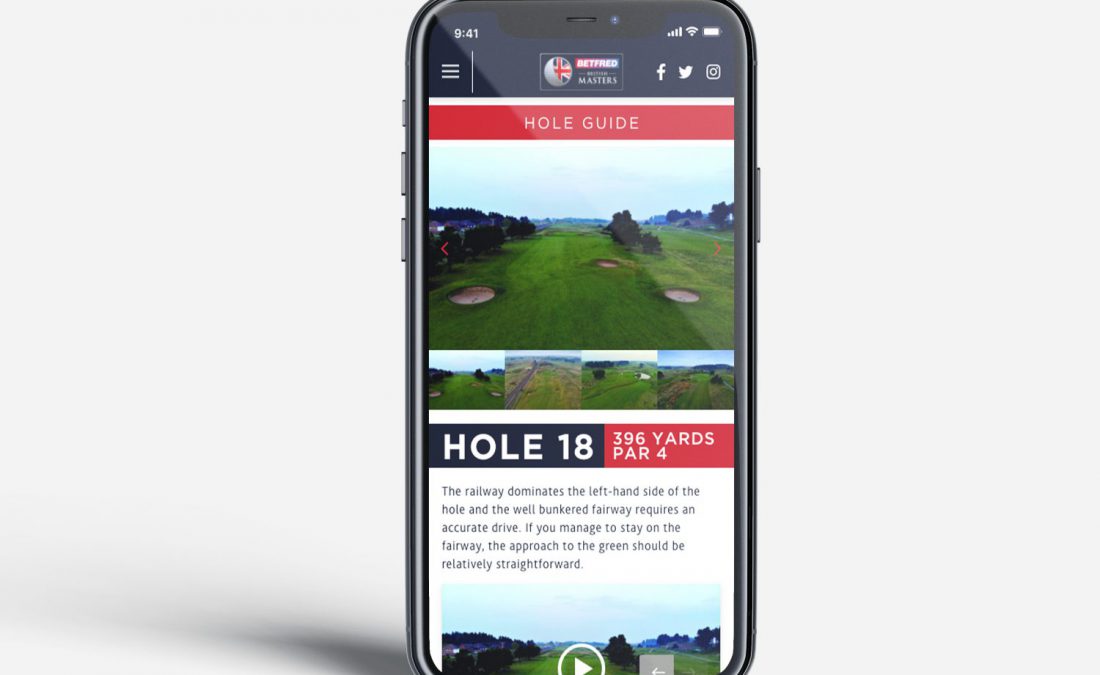 9:41
BETFRED
BRITISH
MASTERS
HOLE GUIDE
HOLE 18
396 YARDS
PAR 4
The railway dominates the left-hand side of the
hole and the well bunkered fairway requires an
accurate drive. If you manage to stay on the
fairway, the approach to the green should be
relatively straightforward.